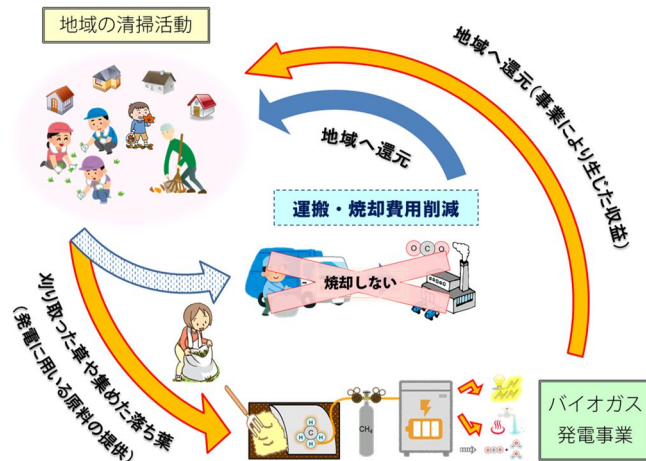 地域の清掃活動
地域へ還元(事業により生じた収益)
地域へ還元
運搬・焼却費用削減
O C O
焼却しない
刈り取った草や集めた落ち葉
(発電に用いる原料の提供)
H
H C H
H
CH₄
バイオガス
発電事業